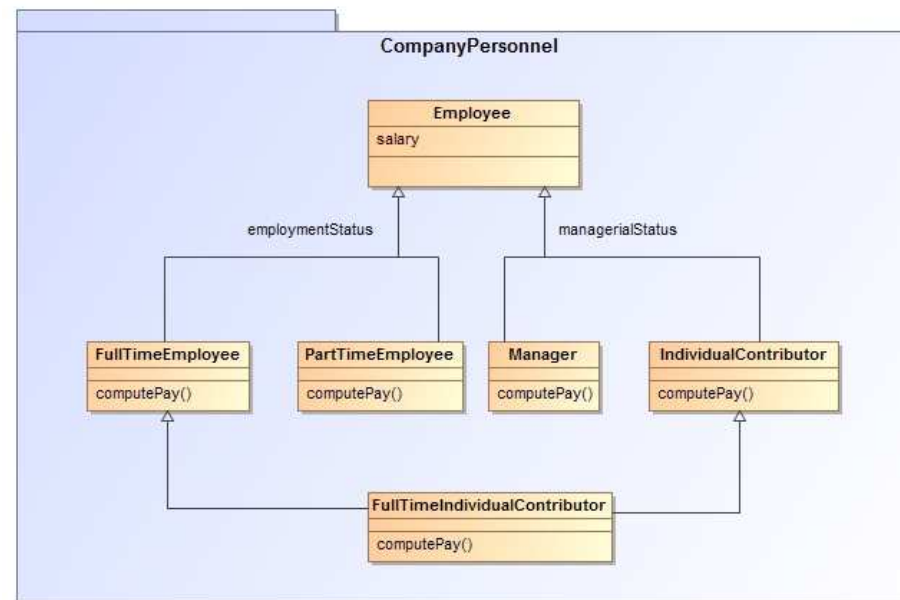 CompanyPersonnel
Employee
salary
employmentStatus
managerialStatus
FullTimeEmployee
computePay()
PartTimeEmployee
computePay()
Manager
computePay()
IndividualContributor
computePay()
FullTimeIndividualContributor
computePay()